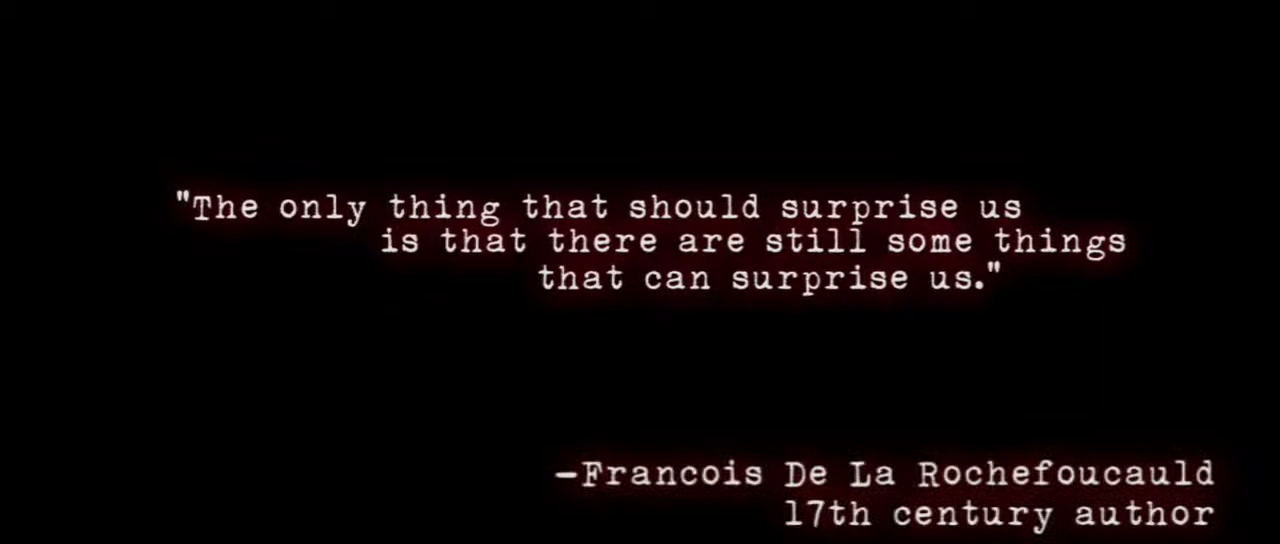 "The only thing that should surprise us
is that there are still some things
that can surprise us."
—Francois De La Rochefoucauld
17th century author